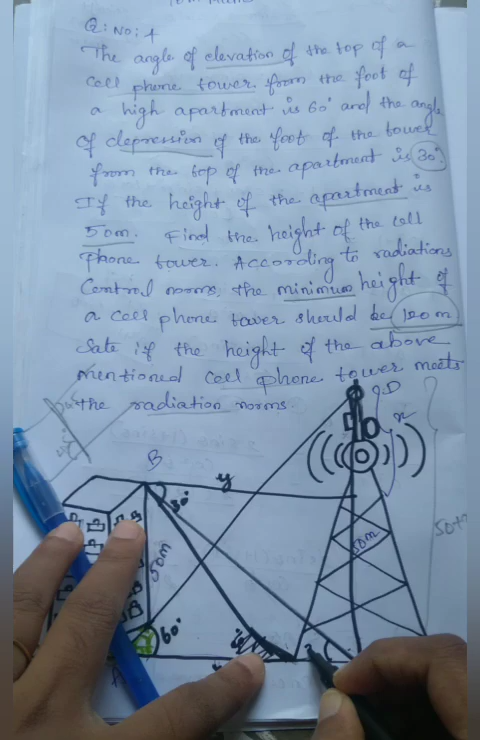 Q: No: 4
The angle of elevation of the top of a
cell phone tower from the foot of
a high apartment is 60° and the angle
of depression of the foot of the tower
from the top of the apartment is 30°.
If the height of the apartment is
50m. Find the height of the cell
phone tower. According to radiations
Control norms, the minimum height of
a cell phone tower should be 120 m
Sate if the height of the above
mentioned cell phone tower meets
the radiation norms.
D
x
B
y
30°
50m
50m
50+
60°